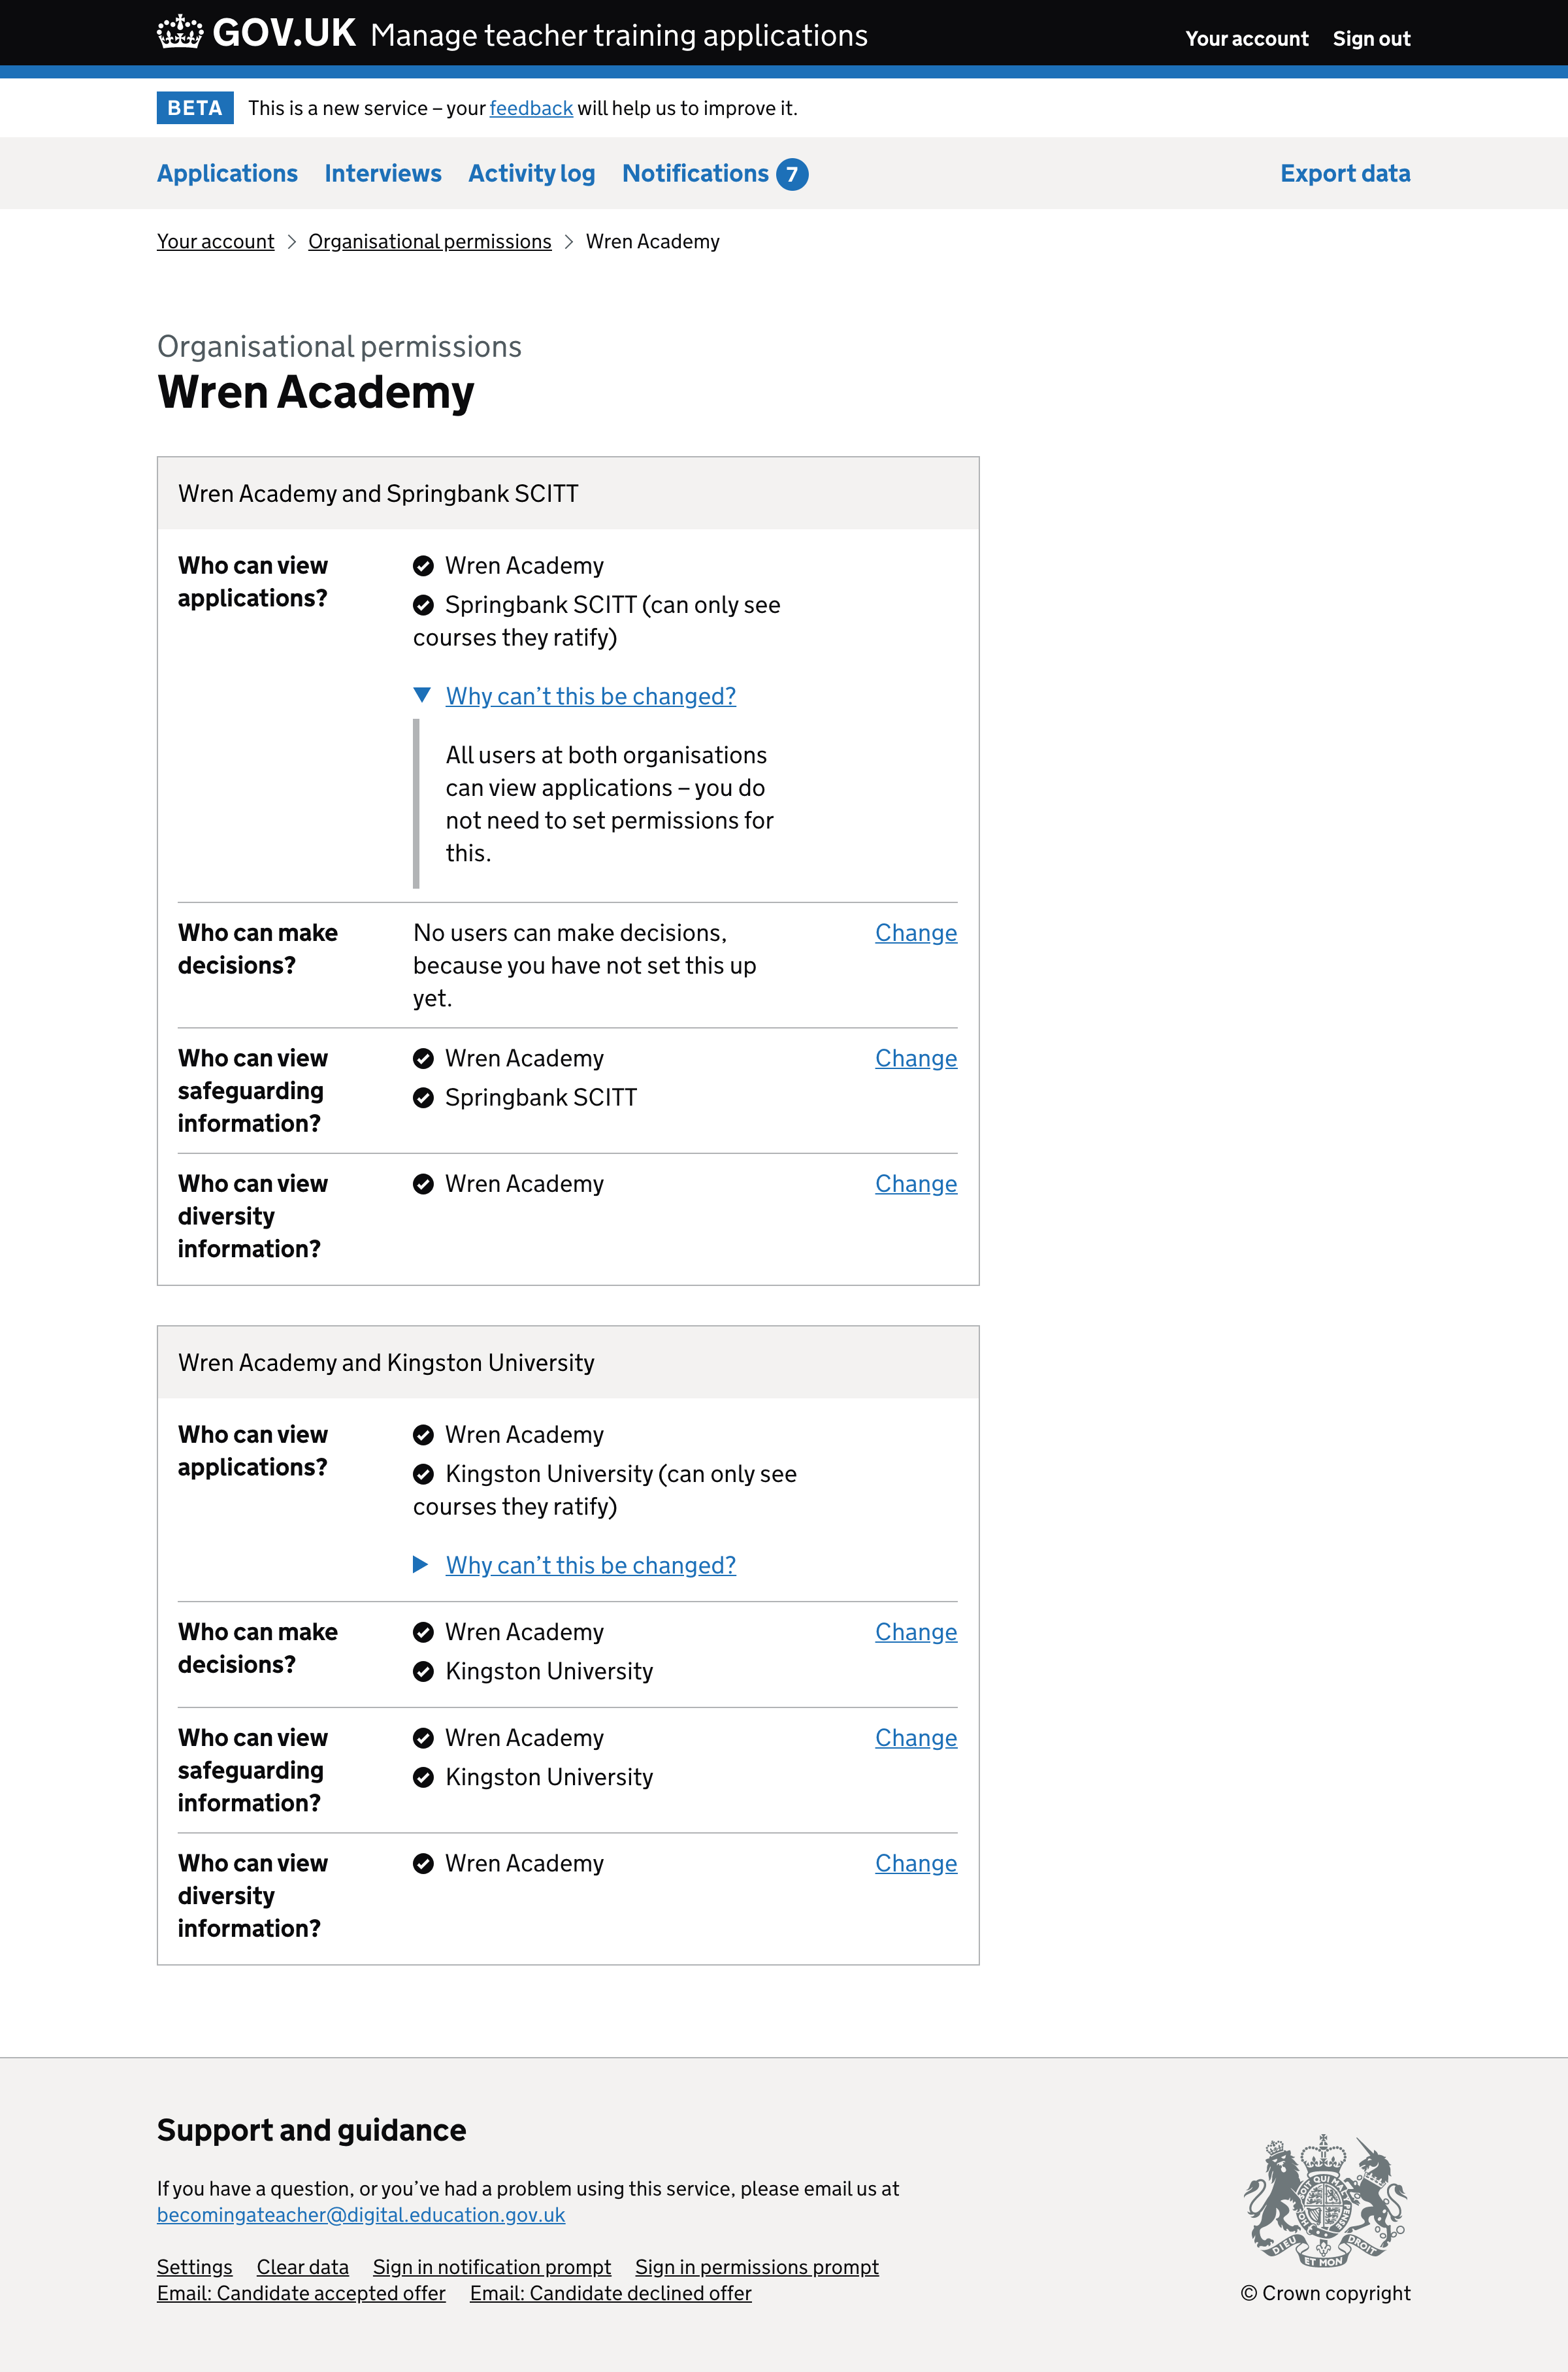 GOV.UK Manage teacher training applications Your account Sign out
BETA This is a new service – your feedback will help us to improve it.
Applications Interviews Activity log Notifications 7 Export data
Your account Organisational permissions Wren Academy
Organisational permissions
Wren Academy
Wren Academy and Springbank SCITT
Who can view
applications?
Wren Academy
Springbank SCITT (can only see
courses they ratify)
Why can’t this be changed?
All users at both organisations
can view applications – you do
not need to set permissions for
this.
Who can make
decisions?
No users can make decisions,
because you have not set this up
yet.
Change
Who can view
safeguarding
information?
Wren Academy
Springbank SCITT
Change
Who can view
diversity
information?
Wren Academy
Change
Wren Academy and Kingston University
Who can view
applications?
Wren Academy
Kingston University (can only see
courses they ratify)
Why can’t this be changed?
Who can make
decisions?
Wren Academy
Kingston University
Change
Who can view
safeguarding
information?
Wren Academy
Kingston University
Change
Who can view
diversity
information?
Wren Academy
Change
Support and guidance
If you have a question, or you’ve had a problem using this service, please email us at
becomingateacher@digital.education.gov.uk
Settings Clear data Sign in notification prompt Sign in permissions prompt
Email: Candidate accepted offer Email: Candidate declined offer
DIEU ET MON DROIT
© Crown copyright